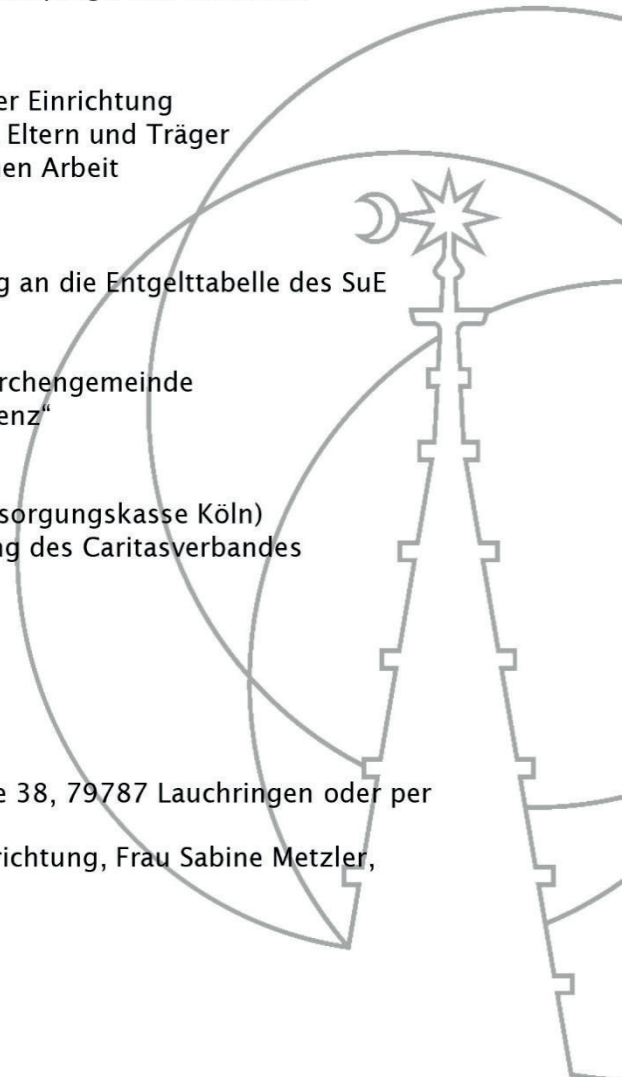 er Einrichtung
Eltern und Träger
en Arbeit
g an die Entgelttabelle des SuE
rchengemeinde
enz“
sorgungskasse Köln)
ng des Caritasverbandes
e 38, 79787 Lauchringen oder per
richtung, Frau Sabine Metzler,